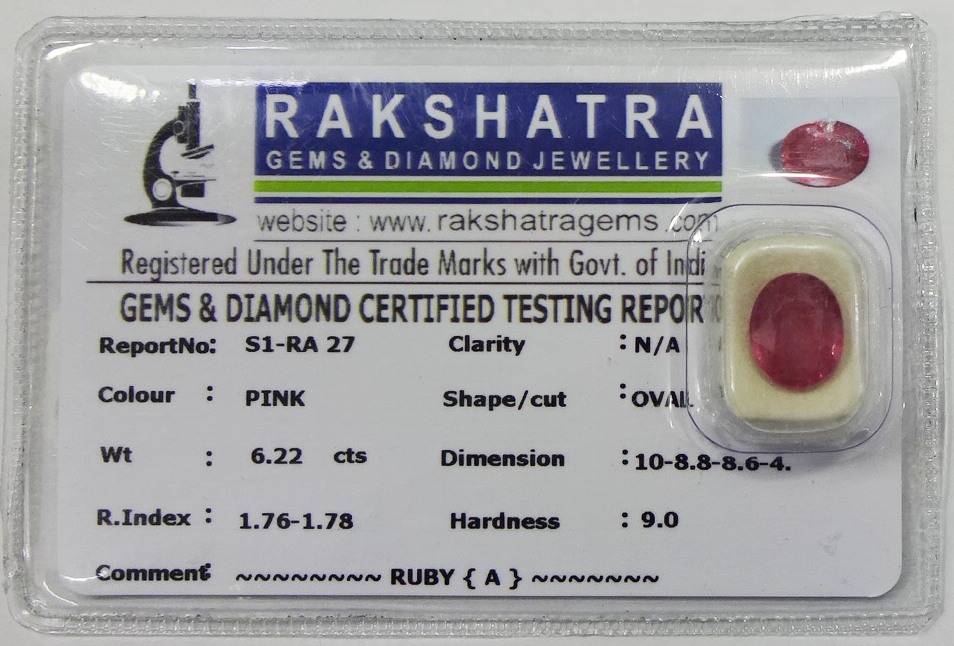 RAKSHATRA
GEMS & DIAMOND JEWELLERY
website : www.rakshatragems.com
Registered Under The Trade Marks with Govt. of Indi
GEMS & DIAMOND CERTIFIED TESTING REPORT
ReportNo: S1-RA 27 Clarity : N/A
Colour : PINK Shape/cut : OVAL
Wt : 6.22 cts Dimension : 10-8.8-8.6-4.
R.Index : 1.76-1.78 Hardness : 9.0
Comment: ~~~~~~~~ RUBY { A } ~~~~~~~